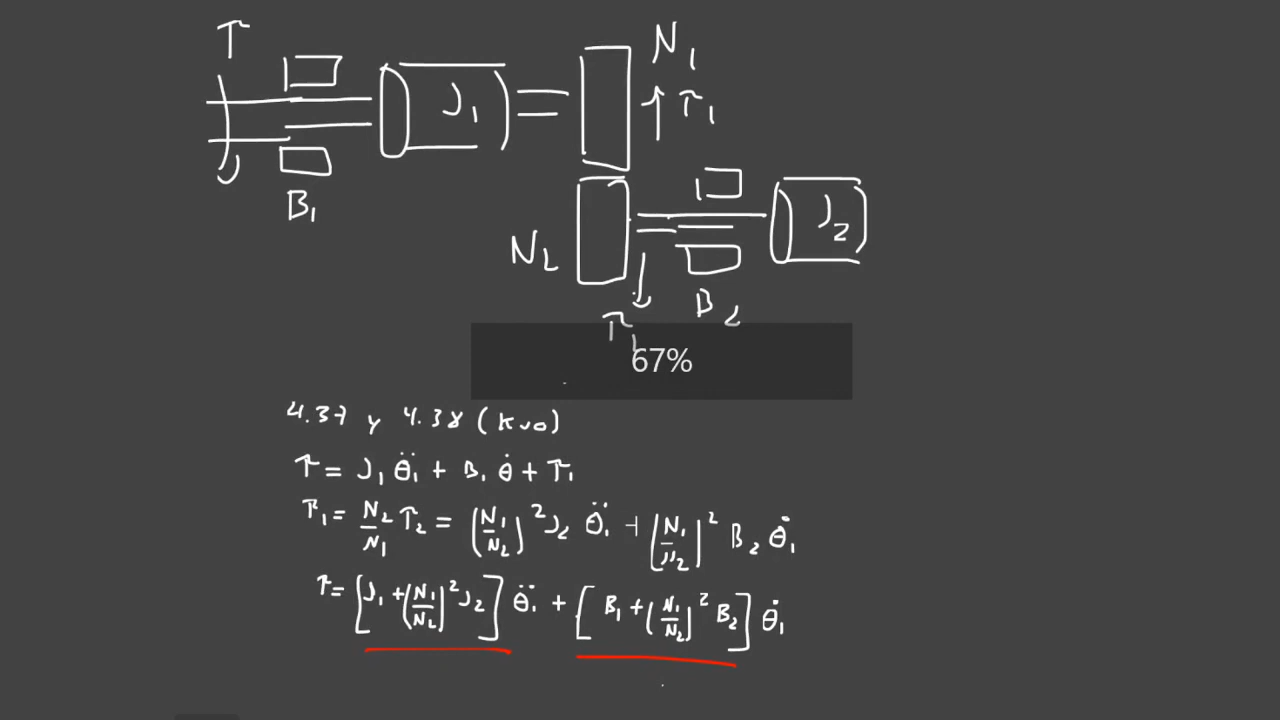 T
N₁
J₁
T₁
B₁
J₂
N₂
B₂
T₁
67%
4.37 y 4.38 (Kuo)
T = J₁ θ̈₁ + B₁ θ̇ + T₁
T₁ = N₂/N₁ T₂ = (N₁/N₂)² J₂ θ̈₁ + (N₁/N₂)² B₂ θ̇₁
T = [J₁ + (N₁/N₂)² J₂] θ̈₁ + [B₁ + (N₁/N₂)² B₂] θ̇₁